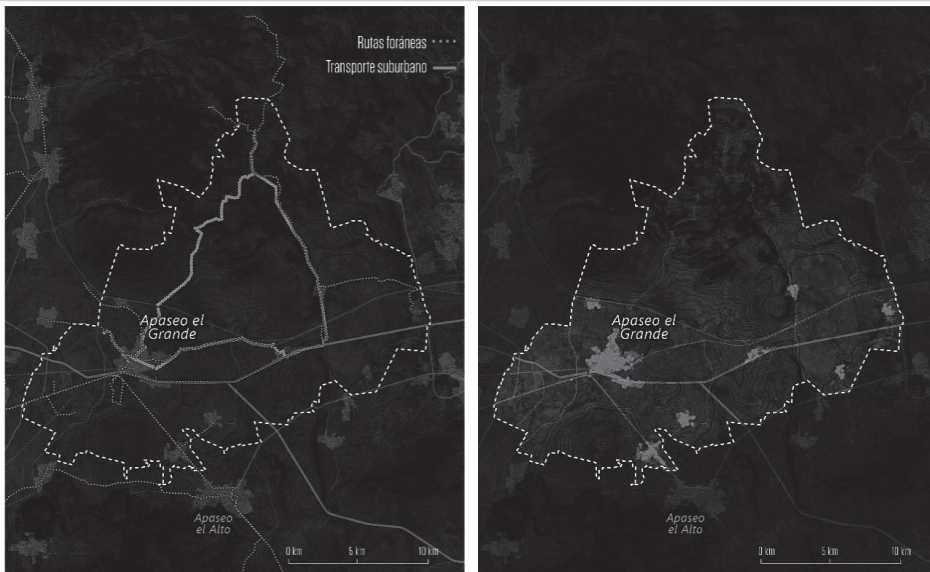 Rutas foráneas
Transporte suburbano
Apaseo el
Grande
Apaseo
el Alto
0 km
5 km
10 km
Apaseo el
Grande
Apaseo
el Alto
0 km
5 km
10 km